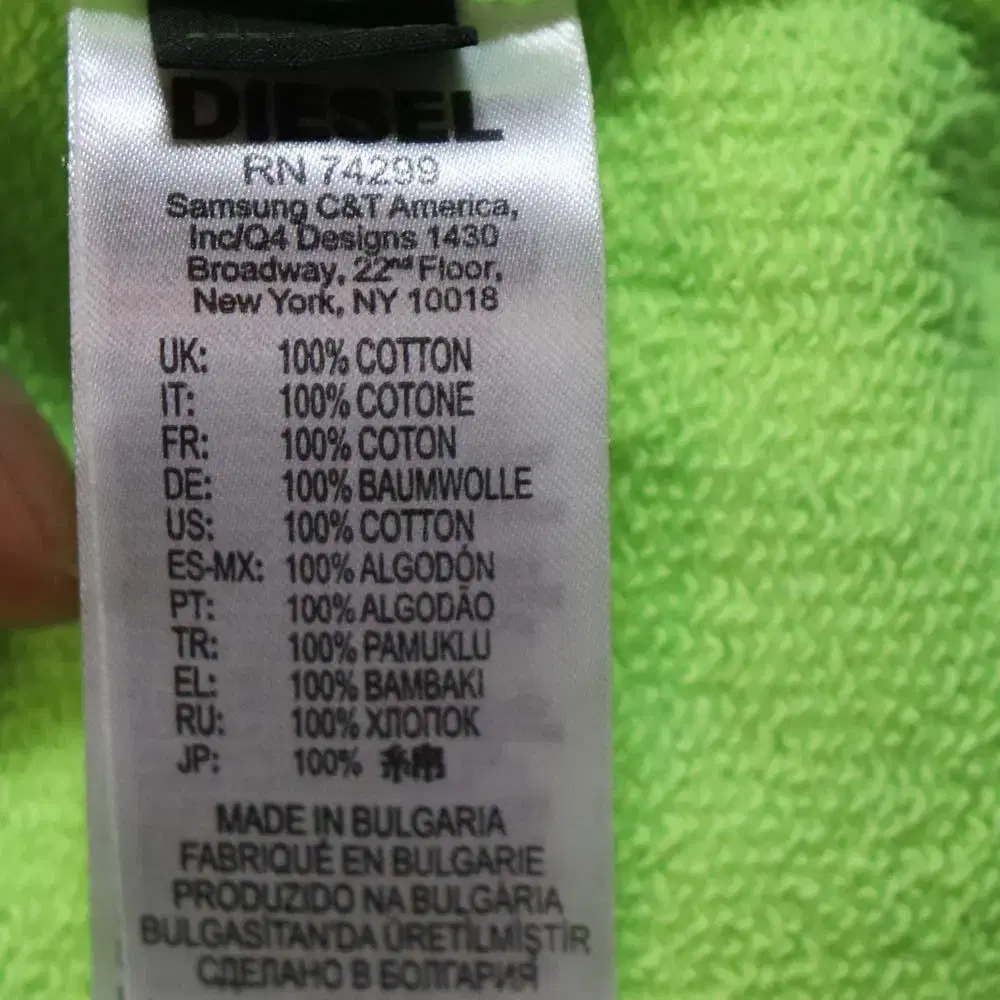 DIESEL
RN 74299
Samsung C&T America,
Inc/Q4 Designs 1430
Broadway, 22nd Floor,
New York, NY 10018
UK: 100% COTTON
IT: 100% COTONE
FR: 100% COTON
DE: 100% BAUMWOLLE
US: 100% COTTON
ES-MX: 100% ALGODÓN
PT: 100% ALGODÃO
TR: 100% PAMUKLU
EL: 100% BAMBAKI
RU: 100% ХЛОПОК
JP: 100% 綿
MADE IN BULGARIA
FABRIQUÉ EN BULGARIE
PRODUZIDO NA BULGÁRIA
BULGASİTAN'DA ÜRETİLMİŞTİR
СДЕЛАНО В БОЛГАРИЯ